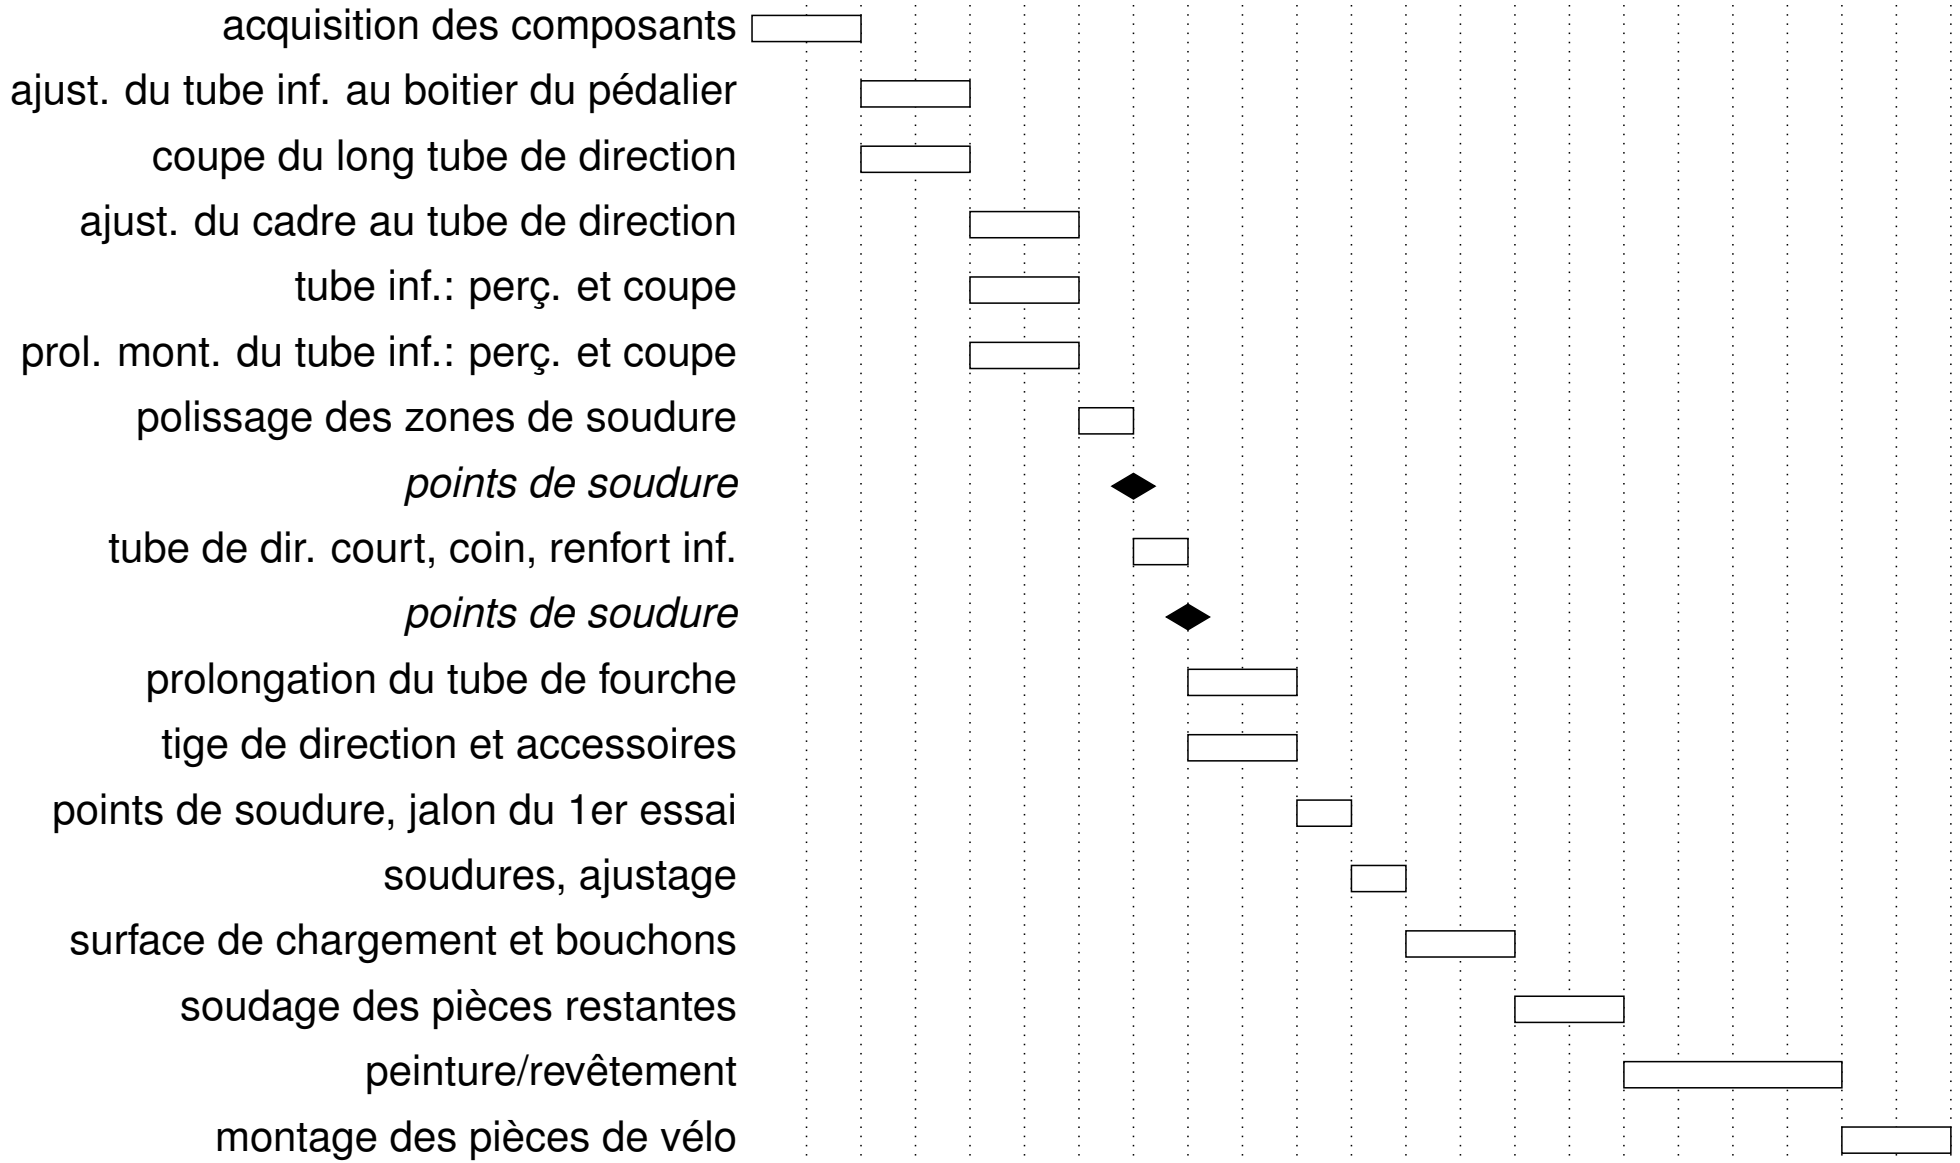 acquisition des composants
ajust. du tube inf. au boitier du pédalier
coupe du long tube de direction
ajust. du cadre au tube de direction
tube inf.: perç. et coupe
prol. mont. du tube inf.: perç. et coupe
polissage des zones de soudure
points de soudure
tube de dir. court, coin, renfort inf.
points de soudure
prolongation du tube de fourche
tige de direction et accessoires
points de soudure, jalon du 1er essai
soudures, ajustage
surface de chargement et bouchons
soudage des pièces restantes
peinture/revêtement
montage des pièces de vélo